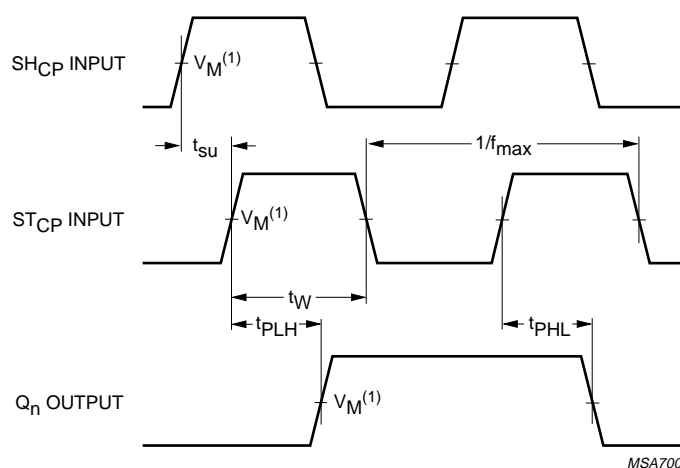 SHCP INPUT
VM(1)
tsu
1/fmax
STCP INPUT
VM(1)
tW
tPLH
tPHL
Qn OUTPUT
VM(1)
MSA700